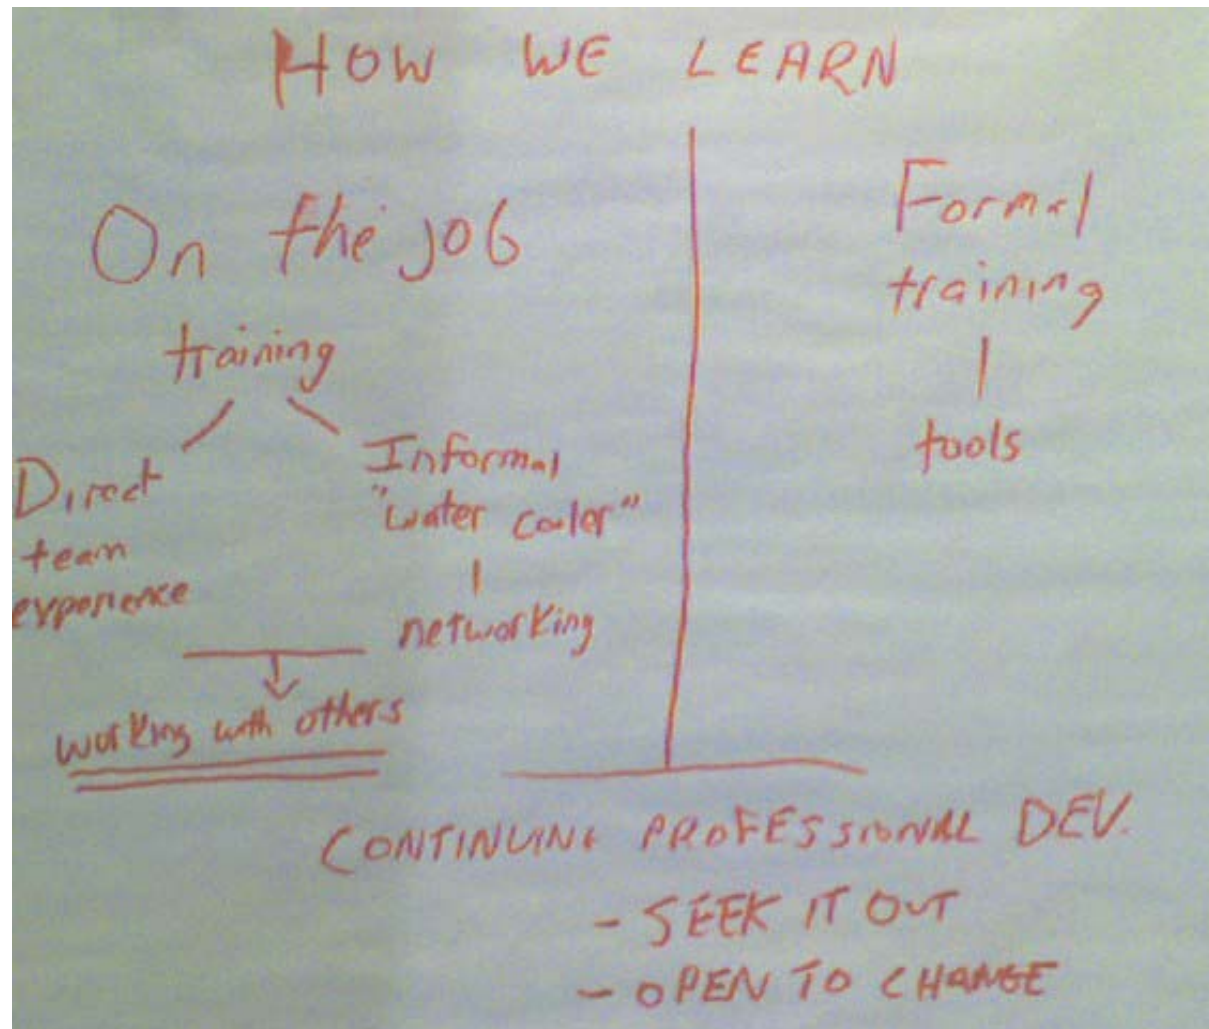 HOW WE LEARN
On the job
training
Direct
team
experience
Informal
"water cooler"
networking
working with others
Formal
training
tools
CONTINUING PROFESSIONAL DEV.
- SEEK IT OUT
- OPEN TO CHANGE